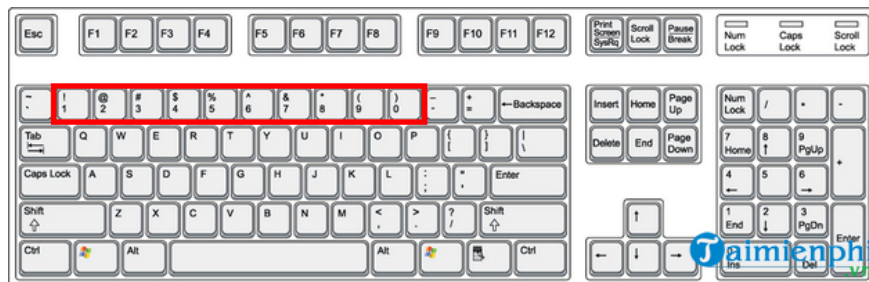 Esc F1 F2 F3 F4 F5 F6 F7 F8 F9 F10 F11 F12 Print Screen SysRq Scroll Lock Pause Break Num Lock Caps Lock Scroll Lock
~ ` ! 1 @ 2 # 3 $ 4 % 5 ^ 6 & 7 * 8 ( 9 ) 0 - + = ←Backspace Insert Home Page Up Num Lock / * -
Tab Q W E R T Y U I O P { [ } ] | \ Delete End Page Down 7 Home 8 ↑ 9 PgUp +
Caps Lock A S D F G H J K L : ; " Enter 4 ← 5 6 →
Shift Z X C V B N M < , > . ? / Shift ↑ 1 End 2 ↓ 3 PgDn Enter
Ctrl Alt Alt Ctrl ← ↓ → Ins Del
Taimienphi
.vn